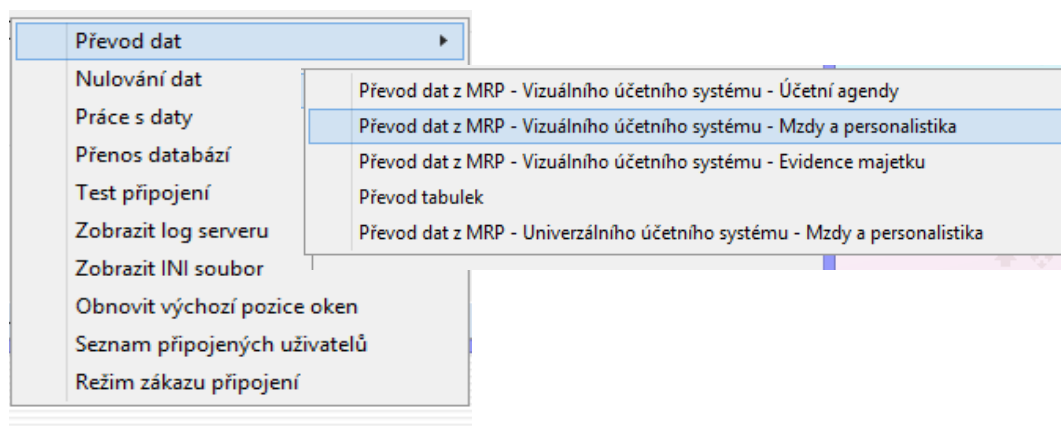 Převod dat
Nulování dat
Práce s daty
Přenos databází
Test připojení
Zobrazit log serveru
Zobrazit INI soubor
Obnovit výchozí pozice oken
Seznam připojených uživatelů
Režim zákazu připojení
Převod dat z MRP - Vizuálního účetního systému - Účetní agendy
Převod dat z MRP - Vizuálního účetního systému - Mzdy a personalistika
Převod dat z MRP - Vizuálního účetního systému - Evidence majetku
Převod tabulek
Převod dat z MRP - Univerzálního účetního systému - Mzdy a personalistika